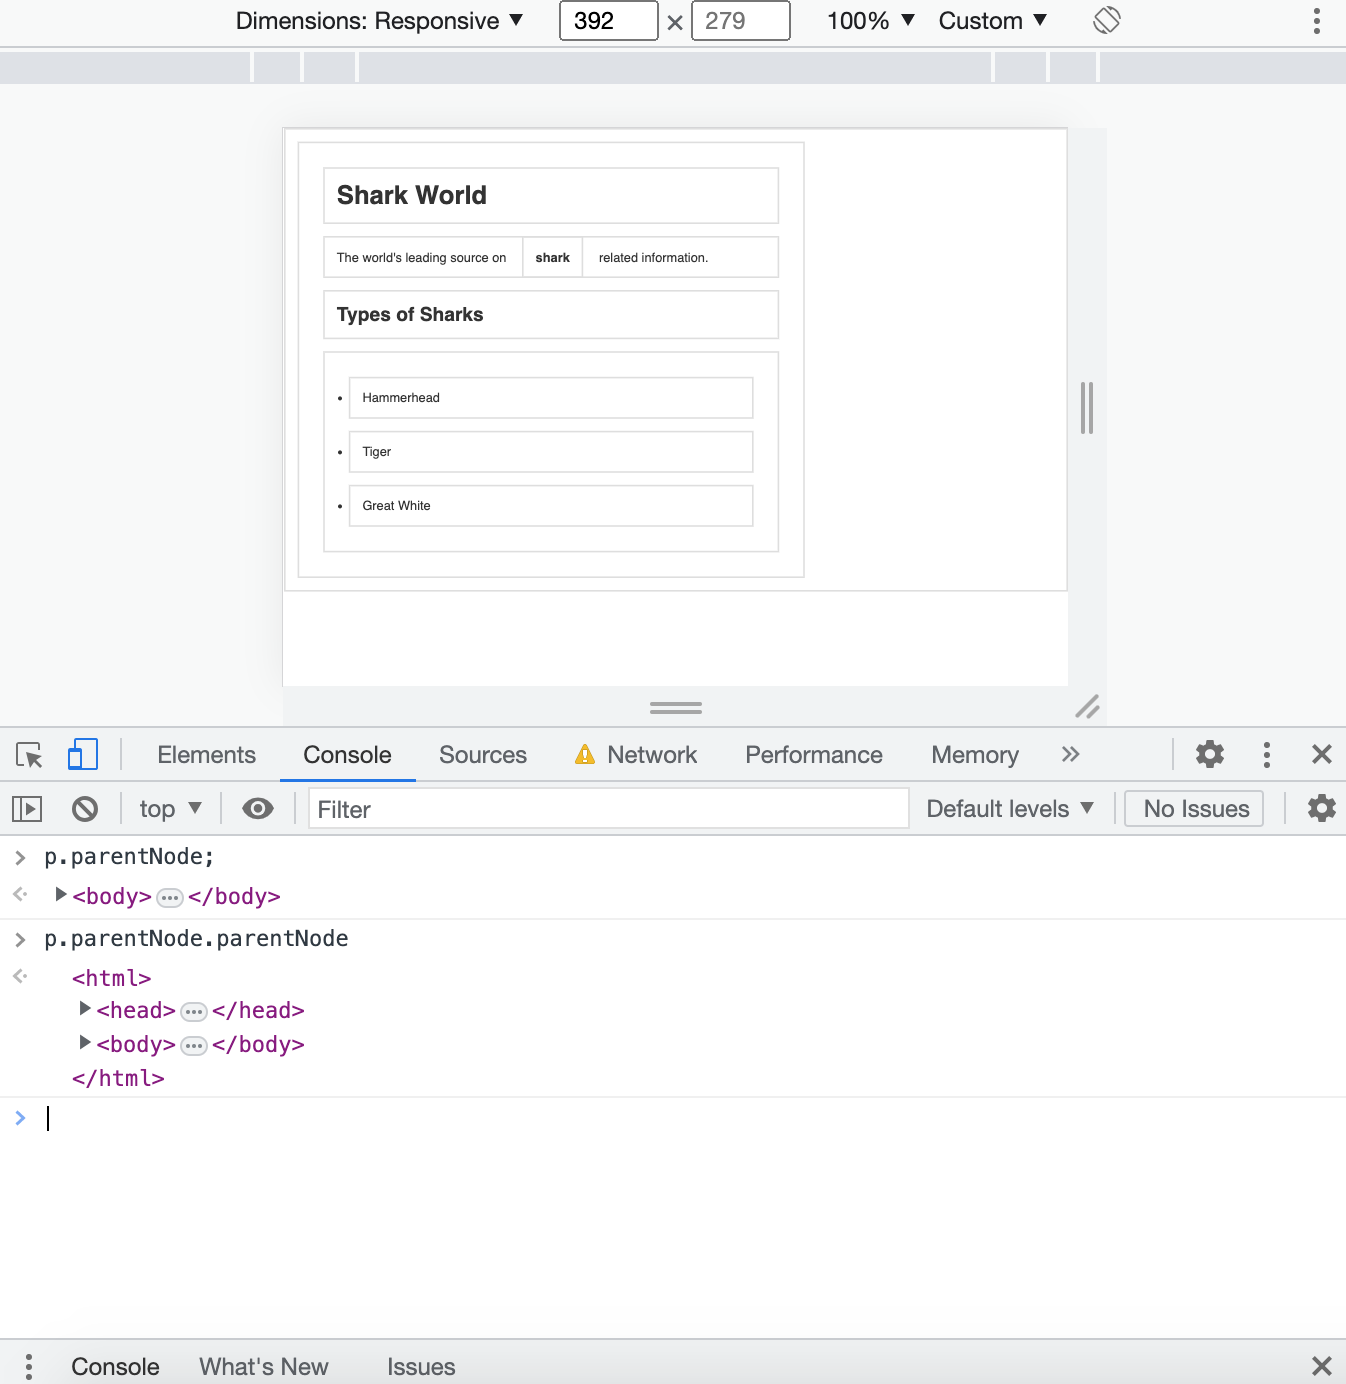 Dimensions: Responsive ▼ 392 × 279 100% ▼ Custom ▼
Shark World
The world's leading source on shark related information.
Types of Sharks
• Hammerhead
• Tiger
• Great White
Elements Console Sources Network Performance Memory »
top ▼ Filter Default levels ▼ No Issues
> p.parentNode;
<body>…</body>
> p.parentNode.parentNode
<html>
<head>…</head>
<body>…</body>
</html>
>
Console What's New Issues